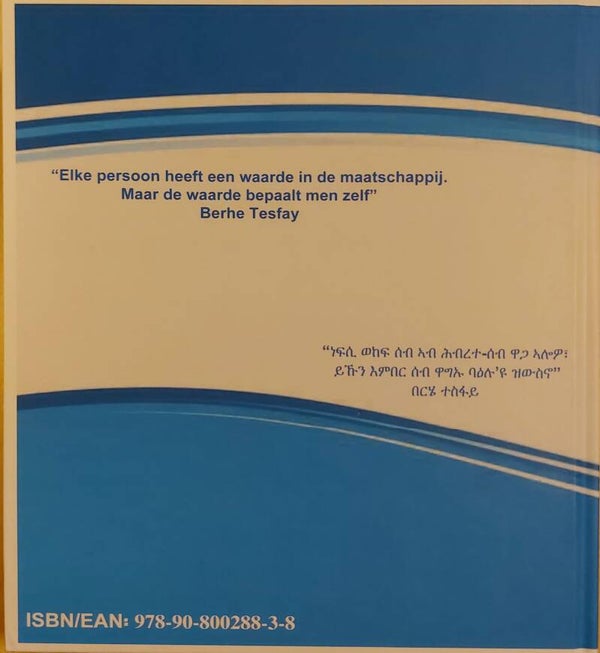 “Elke persoon heeft een waarde in de maatschappij.
Maar de waarde bepaalt men zelf”
Berhe Tesfay
“ነፍሲ ወከፍ ሰብ ኣብ ሕብረተ-ሰብ ዋጋ ኣሎዎ፡
ይኹን እምበር ሰብ ዋግኡ ባዕሉ’ዩ ዝውስኖ”
በርሄ ተስፋይ
ISBN/EAN: 978-90-800288-3-8